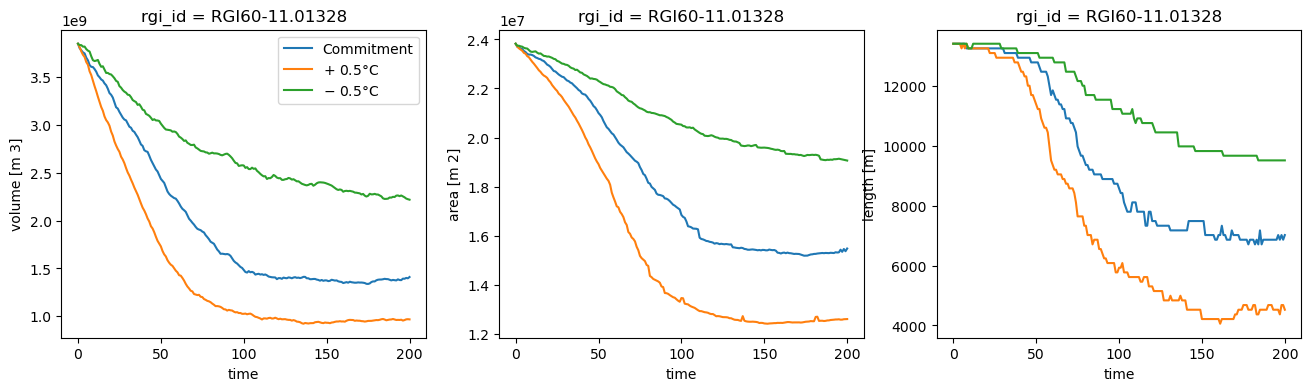 rgi_id = RGI60-11.01328
1e9
volume [m 3]
3.5
3.0
2.5
2.0
1.5
1.0
0
50
100
150
200
time
Commitment
+ 0.5°C
− 0.5°C
rgi_id = RGI60-11.01328
1e7
area [m 2]
2.4
2.2
2.0
1.8
1.6
1.4
1.2
0
50
100
150
200
time
rgi_id = RGI60-11.01328
length [m]
12000
10000
8000
6000
4000
0
50
100
150
200
time